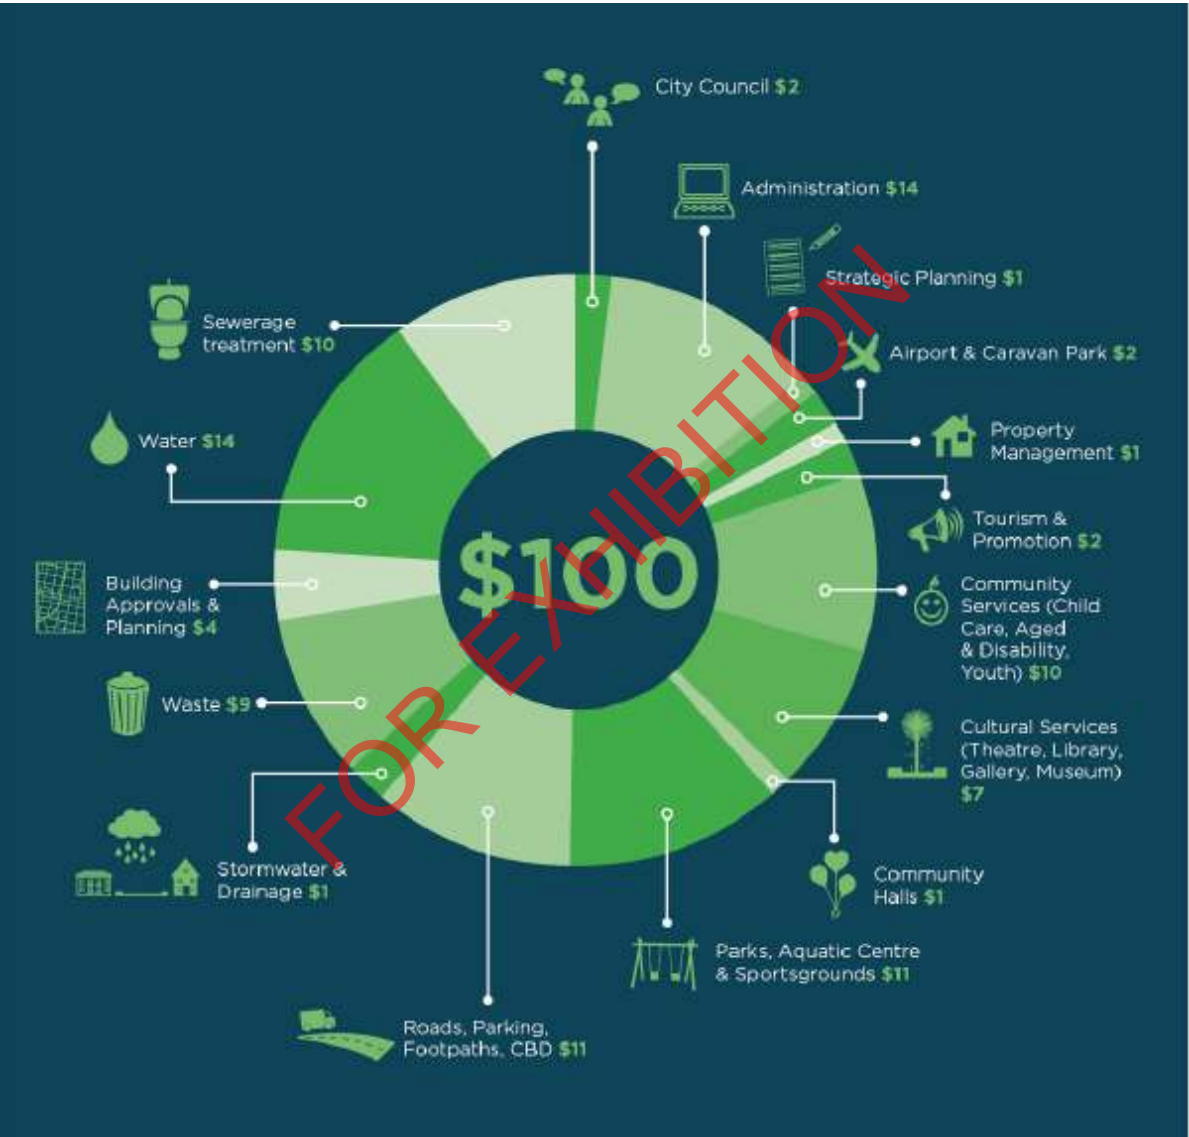 City Council $2
Administration $14
Strategic Planning $1
Airport & Caravan Park $2
Property
Management $1
Tourism &
Promotion $2
Community
Services (Child
Care, Aged
& Disability,
Youth) $10
Cultural Services
(Theatre, Library,
Gallery, Museum)
$7
Community
Halls $1
Parks, Aquatic Centre
& Sportsgrounds $11
Roads, Parking,
Footpaths, CBD $11
Stormwater &
Drainage $1
Waste $9
Building
Approvals &
Planning $4
Water $14
Sewerage
treatment $10
$100
FOR EXHIBITION